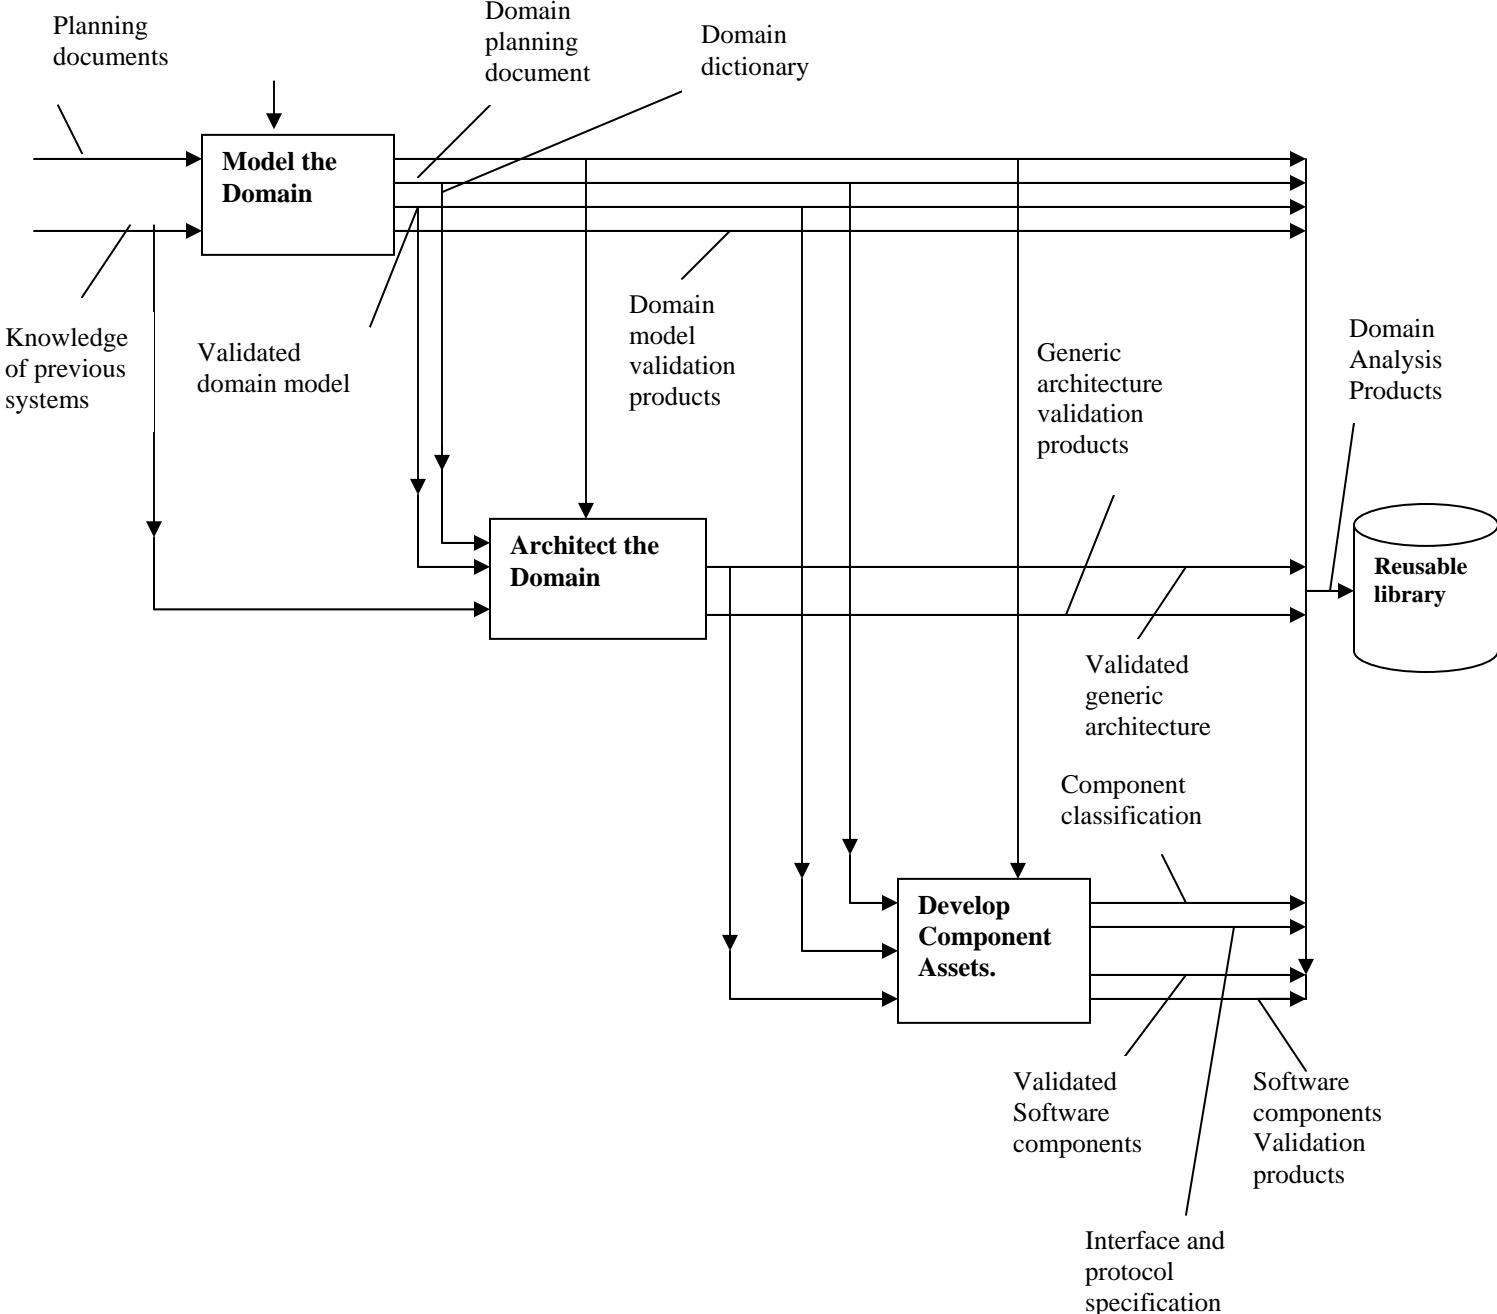 Planning
documents
Domain
planning
document
Domain
dictionary
Model the
Domain
Knowledge
of previous
systems
Validated
domain model
Domain
model
validation
products
Generic
architecture
validation
products
Domain
Analysis
Products
Architect the
Domain
Reusable
library
Validated
generic
architecture
Component
classification
Develop
Component
Assets.
Validated
Software
components
Software
components
Validation
products
Interface and
protocol
specification